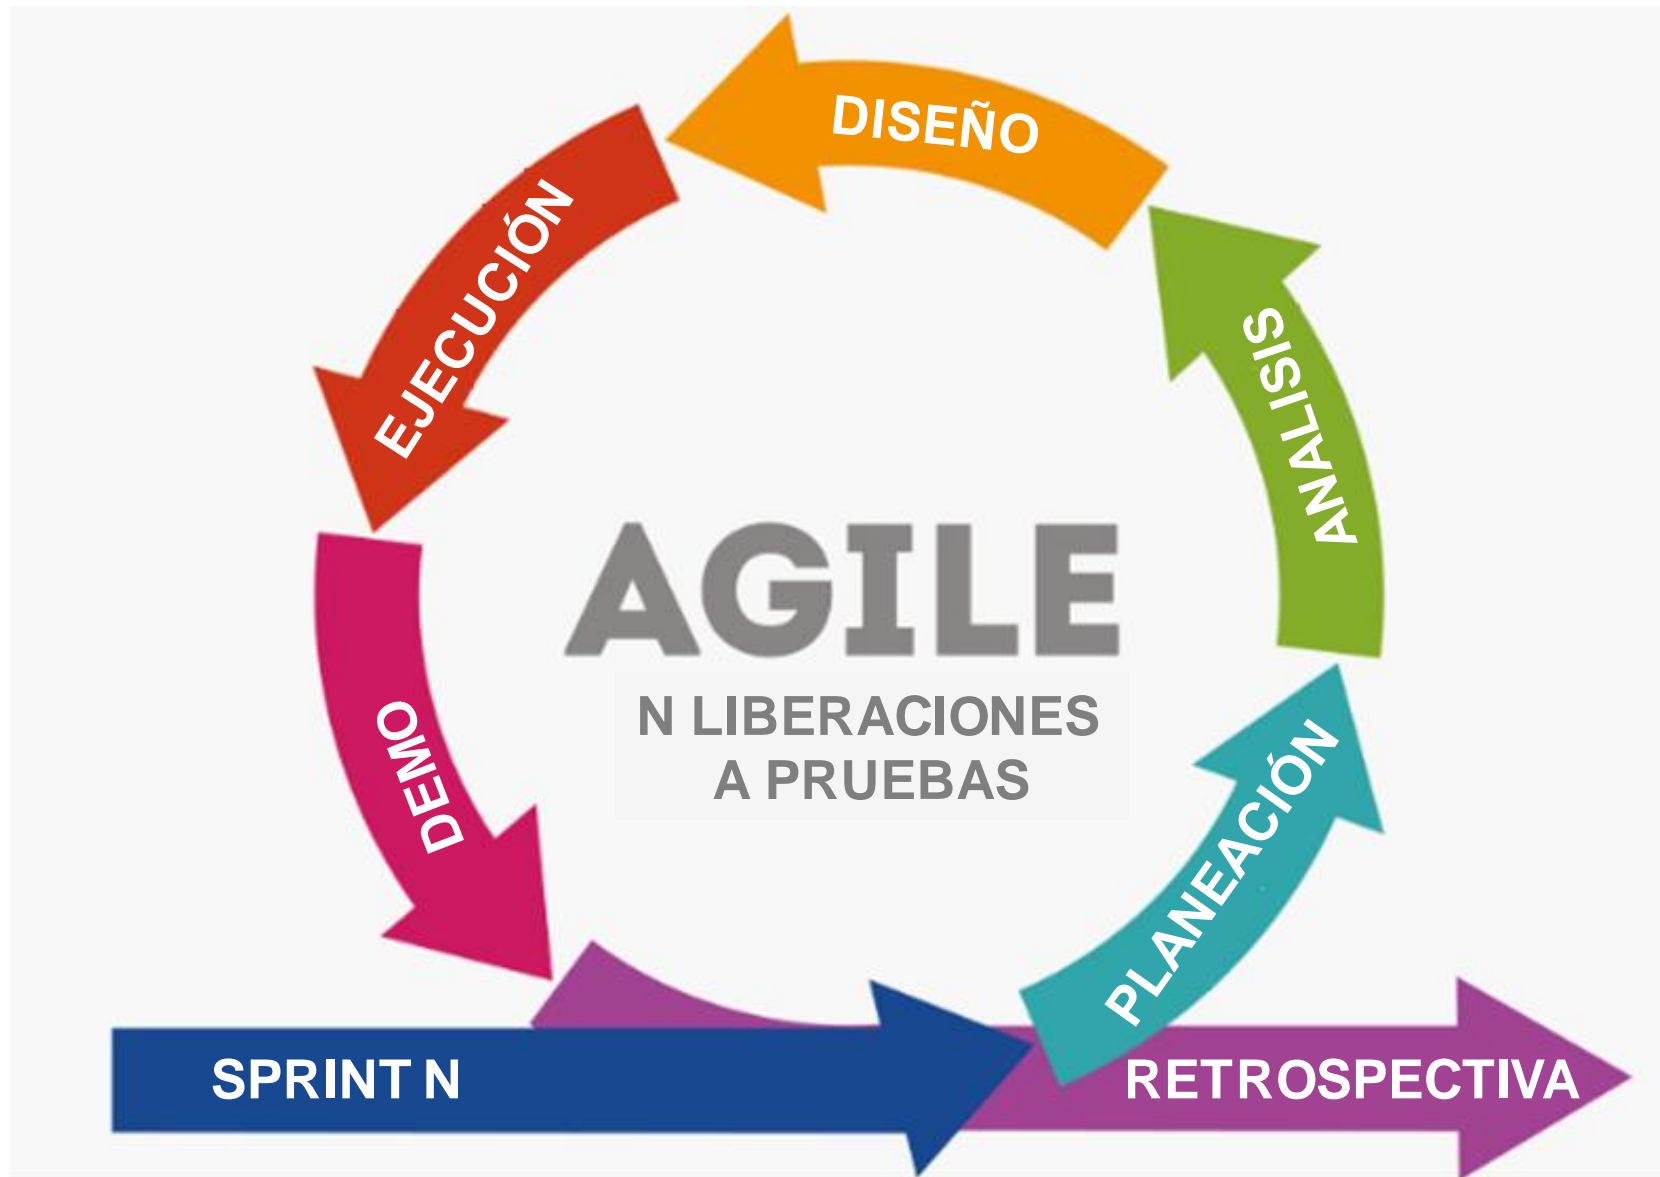 DISEÑO
EJECUCIÓN
ANALISIS
AGILE
N LIBERACIONES
A PRUEBAS
DEMO
PLANEACIÓN
SPRINT N
RETROSPECTIVA